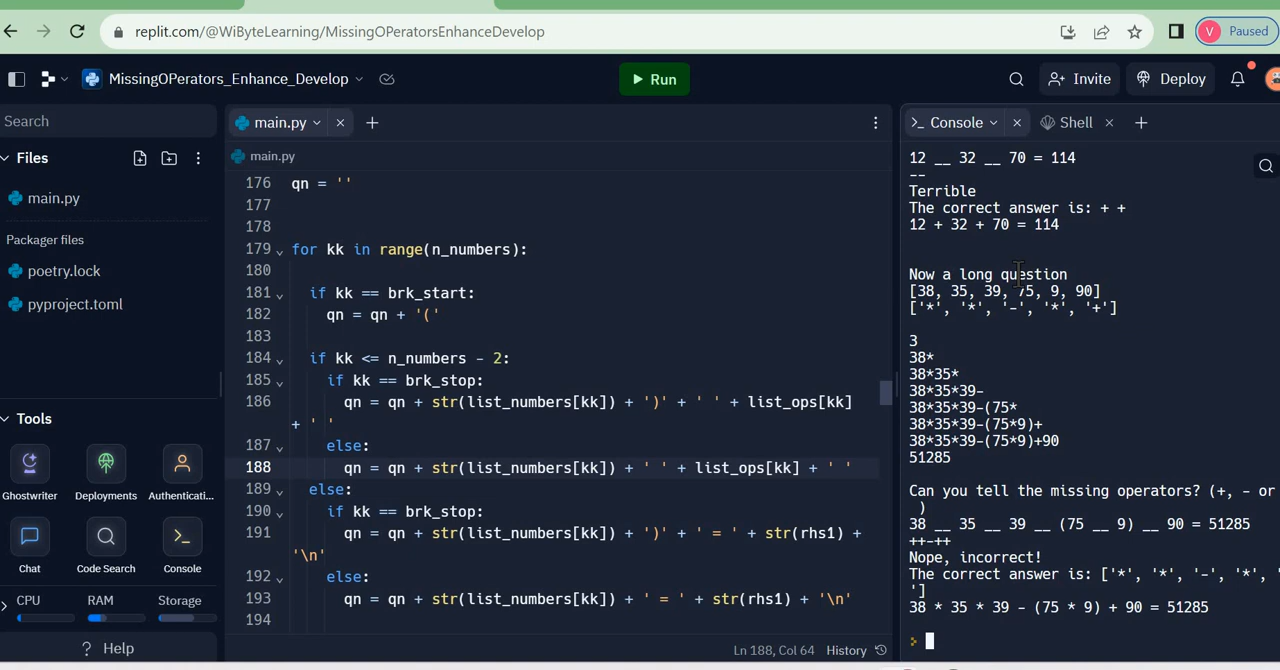 replit.com/@WiByteLearning/MissingOPeratorsEnhanceDevelop
V Paused
MissingOPerators_Enhance_Develop
Run
Invite
Deploy
Search
Files
main.py
Packager files
poetry.lock
pyproject.toml
Tools
Ghostwriter
Deployments
Authenticati...
Chat
Code Search
Console
CPU
RAM
Storage
? Help
main.py
main.py
176 qn = ''
177
178
179 for kk in range(n_numbers):
180
181 if kk == brk_start:
182 qn = qn + '('
183
184 if kk <= n_numbers - 2:
185 if kk == brk_stop:
186 qn = qn + str(list_numbers[kk]) + ')' + ' ' + list_ops[kk]
+ ' '
187 else:
188 qn = qn + str(list_numbers[kk]) + ' ' + list_ops[kk] + ' '
189 else:
190 if kk == brk_stop:
191 qn = qn + str(list_numbers[kk]) + ')' + ' = ' + str(rhs1) +
'\n'
192 else:
193 qn = qn + str(list_numbers[kk]) + ' = ' + str(rhs1) + '\n'
194
Ln 188, Col 64 History
Console
Shell
12 __ 32 __ 70 = 114
--
Terrible
The correct answer is: + +
12 + 32 + 70 = 114
Now a long question
[38, 35, 39, 75, 9, 90]
['*', '*', '-', '*', '+']
3
38*
38*35*
38*35*39-
38*35*39-(75*
38*35*39-(75*9)+
38*35*39-(75*9)+90
51285
Can you tell the missing operators? (+, - or
)
38 __ 35 __ 39 __ (75 __ 9) __ 90 = 51285
++-++
Nope, incorrect!
The correct answer is: ['*', '*', '-', '*', '
']
38 * 35 * 39 - (75 * 9) + 90 = 51285